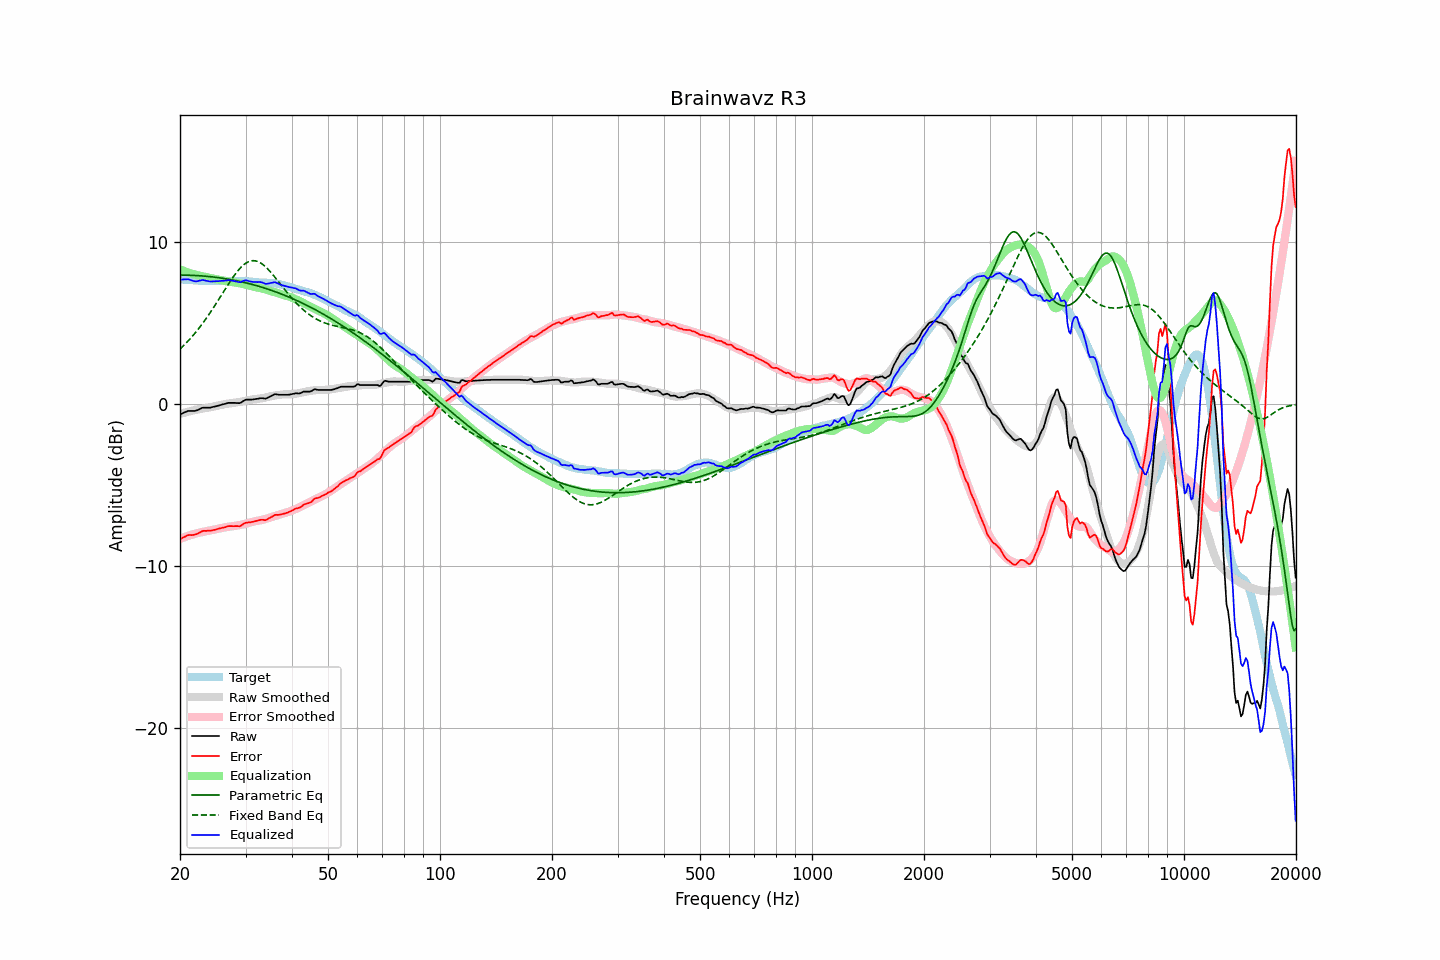 Brainwavz R3
Amplitude (dBr)
10
0
−10
−20
Target
Raw Smoothed
Error Smoothed
Raw
Error
Equalization
Parametric Eq
Fixed Band Eq
Equalized
20 50 100 200 500 1000 2000 5000 10000 20000
Frequency (Hz)